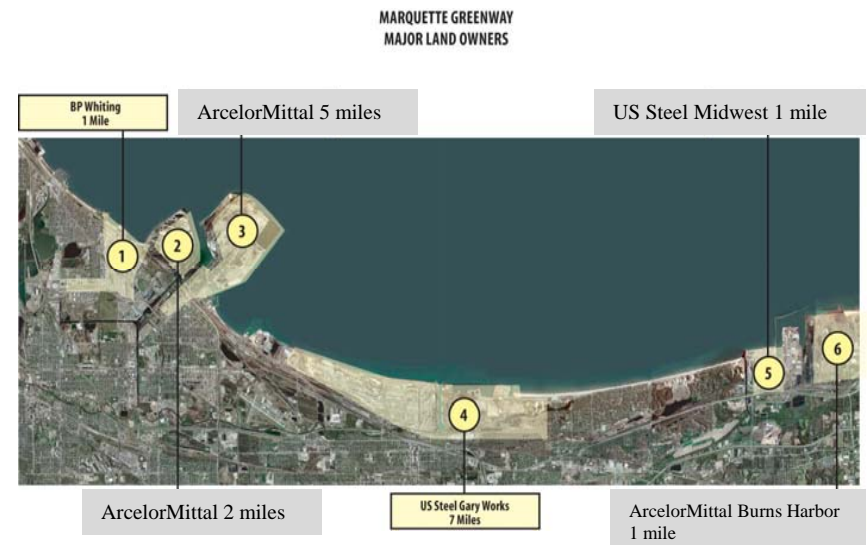 MARQUETTE GREENWAY
MAJOR LAND OWNERS
BP Whiting
1 Mile
ArcelorMittal 5 miles
US Steel Midwest 1 mile
1
2
3
4
5
6
ArcelorMittal 2 miles
US Steel Gary Works
7 Miles
ArcelorMittal Burns Harbor
1 mile